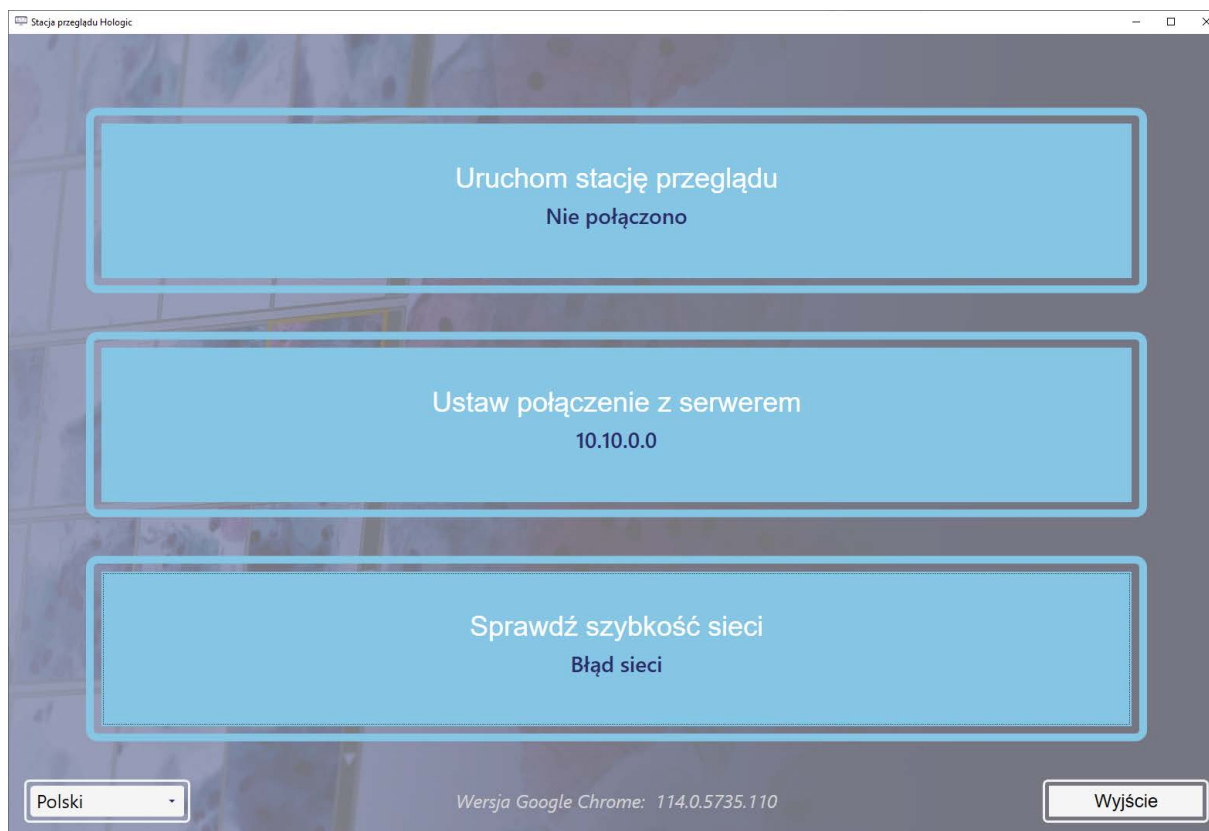 Stacja przeglądu Hologic
Uruchom stację przeglądu
Nie połączono
Ustaw połączenie z serwerem
10.10.0.0
Sprawdź szybkość sieci
Błąd sieci
Polski
Wersja Google Chrome: 114.0.5735.110
Wyjście